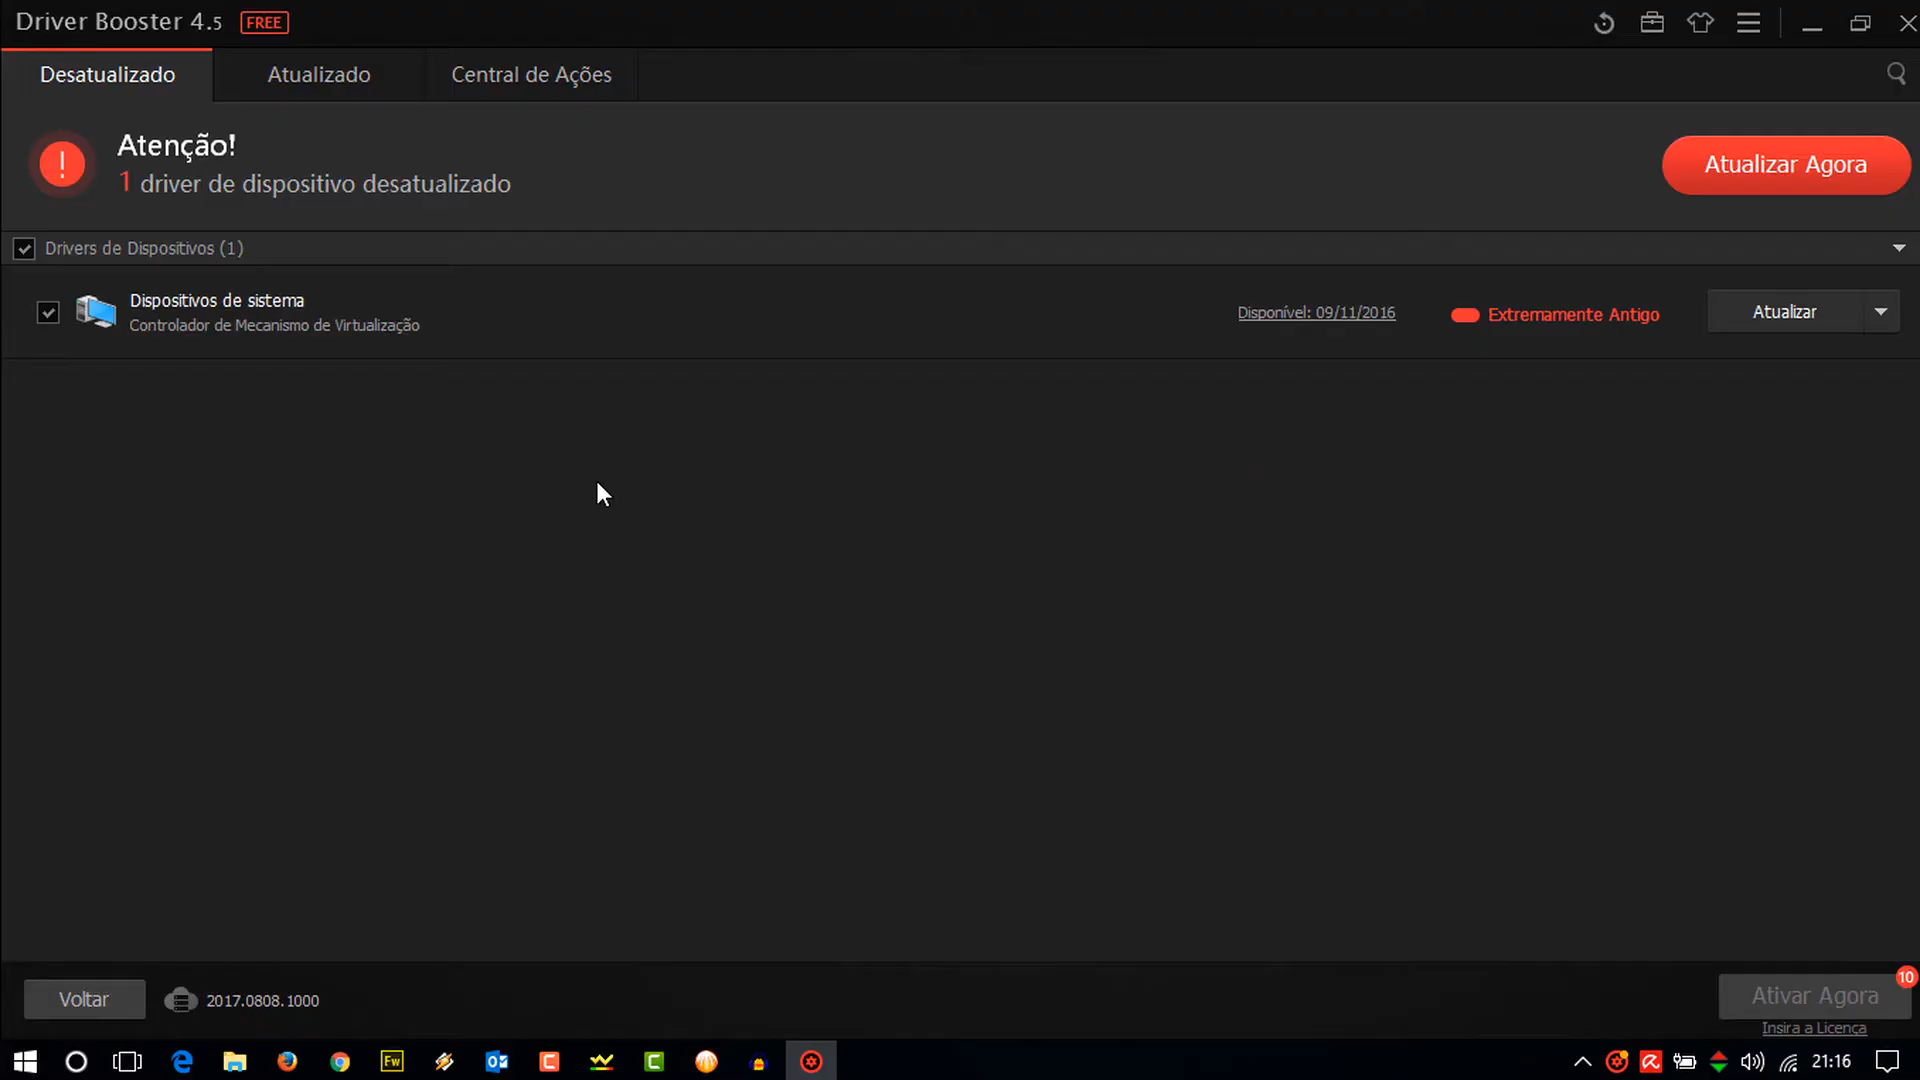 Driver Booster 4.5 FREE
Desatualizado
Atualizado
Central de Ações
!
Atenção!
1 driver de dispositivo desatualizado
Atualizar Agora
Drivers de Dispositivos (1)
Dispositivos de sistema
Controlador de Mecanismo de Virtualização
Disponível: 09/11/2016
Extremamente Antigo
Atualizar
Voltar
2017.0808.1000
10
Ativar Agora
Insira a Licença
Fw
21:16